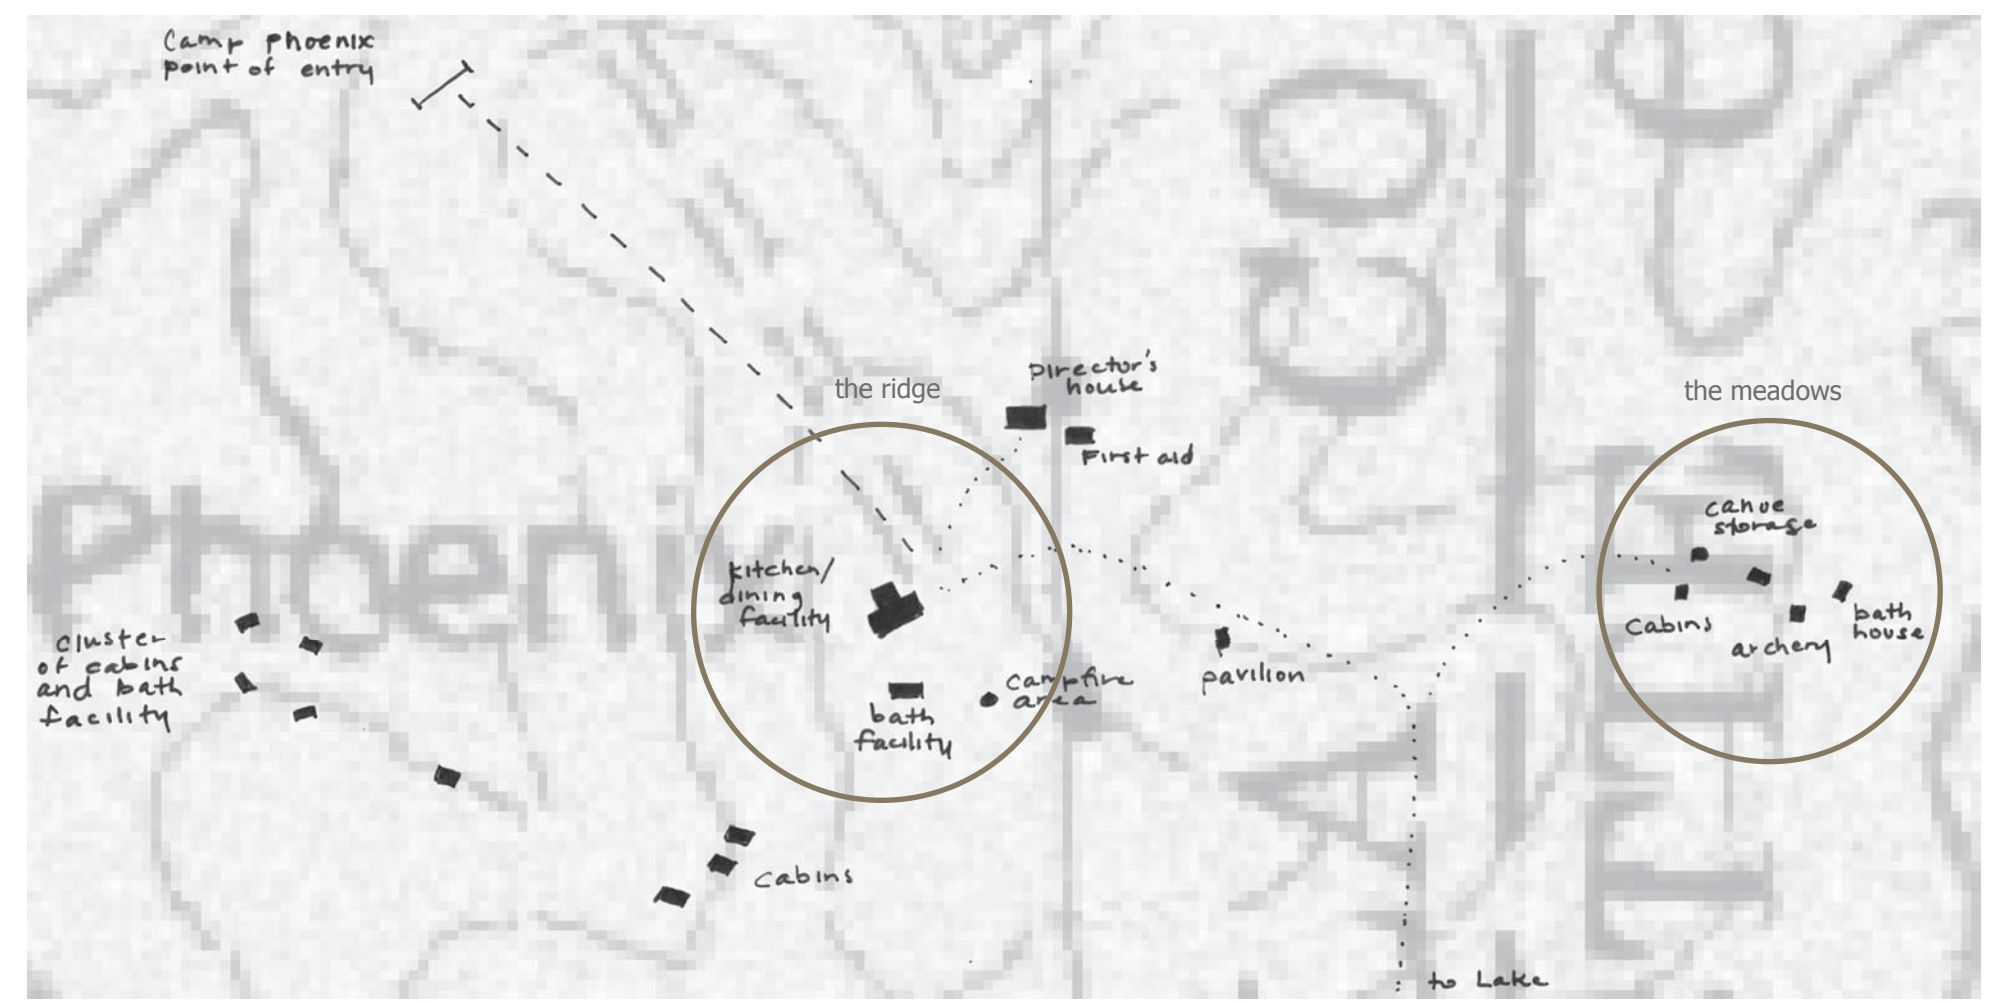 Camp Phoenix
point of entry
Director's
house
the ridge
the meadows
First aid
canoe
storage
Phoenix
kitchen/
dining
facility
cabins
bath
house
archery
cluster
of cabins
and bath
facility
campfire
area
pavilion
bath
facility
cabins
to Lake